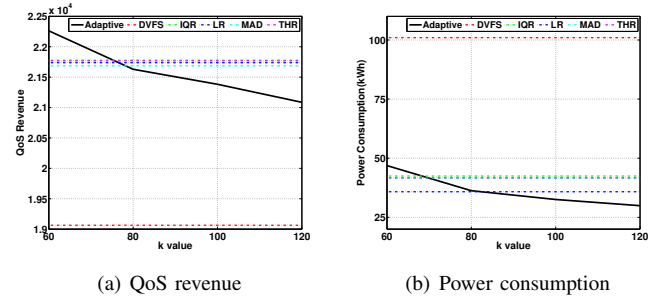 2.25 x 10⁴
Adaptive DVFS IQR LR MAD THR
2.2
2.15
2.1
2.05
2
1.95
1.9
60 80 100 120
k value
QoS Revenue
(a) QoS revenue
Adaptive DVFS IQR LR MAD THR
100
75
50
25
60 80 100 120
k value
Power Consumption(kWh)
(b) Power consumption